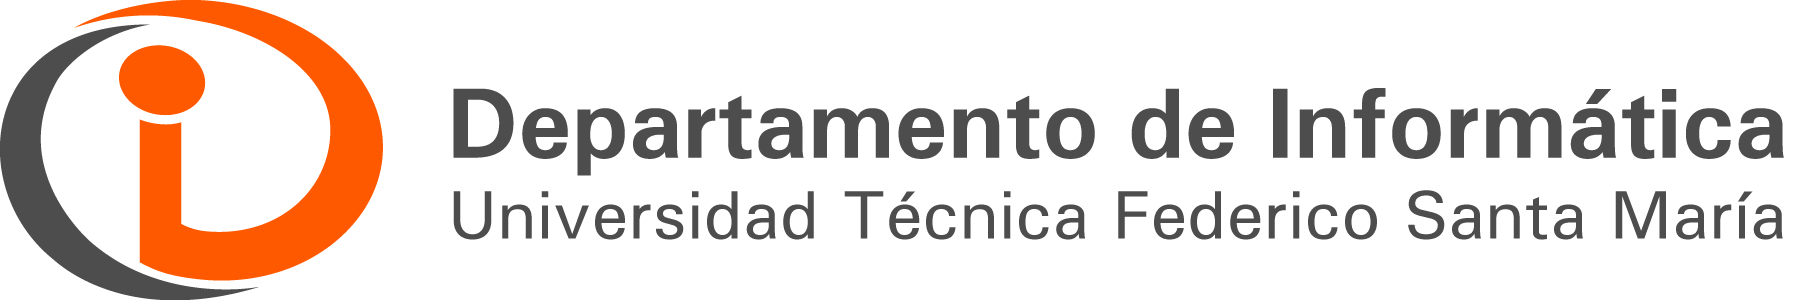 Departamento de Informática
Universidad Técnica Federico Santa María